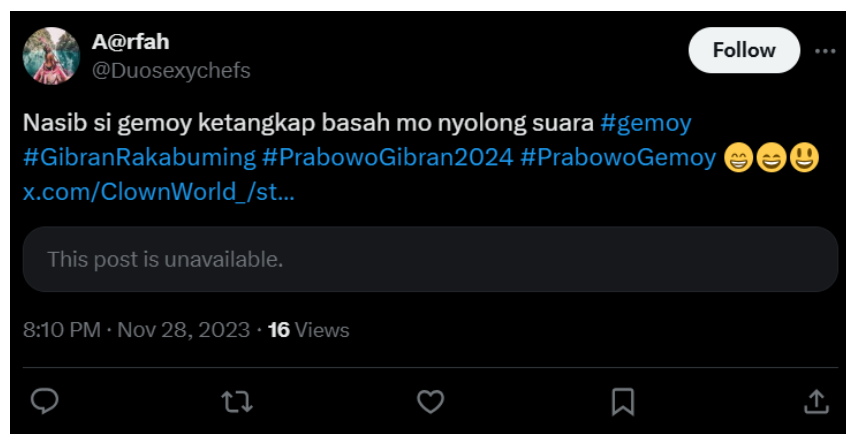 A@rfah
Follow
@Duosexychefs
Nasib si gemoy ketangkap basah mo nyolong suara #gemoy
#GibranRakabuming #PrabowoGibran2024 #PrabowoGemoy 😁😄😃
x.com/ClownWorld_/st...
This post is unavailable.
8:10 PM · Nov 28, 2023 · 16 Views